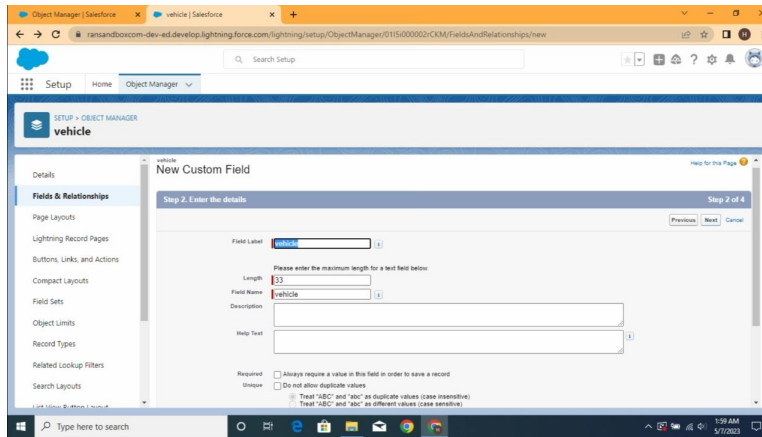 Object Manager | Salesforce
vehicle | Salesforce
ransandboxcom-dev-ed.develop.lightning.force.com/lightning/setup/ObjectManager/01I5i000002rCKM/FieldsAndRelationships/new
H
Search Setup
Setup
Home
Object Manager
SETUP > OBJECT MANAGER
vehicle
Details
Fields & Relationships
Page Layouts
Lightning Record Pages
Buttons, Links, and Actions
Compact Layouts
Field Sets
Object Limits
Record Types
Related Lookup Filters
Search Layouts
List View Button Layout
vehicle
New Custom Field
Help for this Page
Step 2. Enter the details
Step 2 of 4
Previous Next Cancel
Field Label vehicle
Please enter the maximum length for a text field below.
Length 33
Field Name vehicle
Description
Help Text
Required Always require a value in this field in order to save a record
Unique Do not allow duplicate values
Treat "ABC" and "abc" as duplicate values (case insensitive)
Treat "ABC" and "abc" as different values (case sensitive)
Type here to search
1:59 AM
5/7/2023